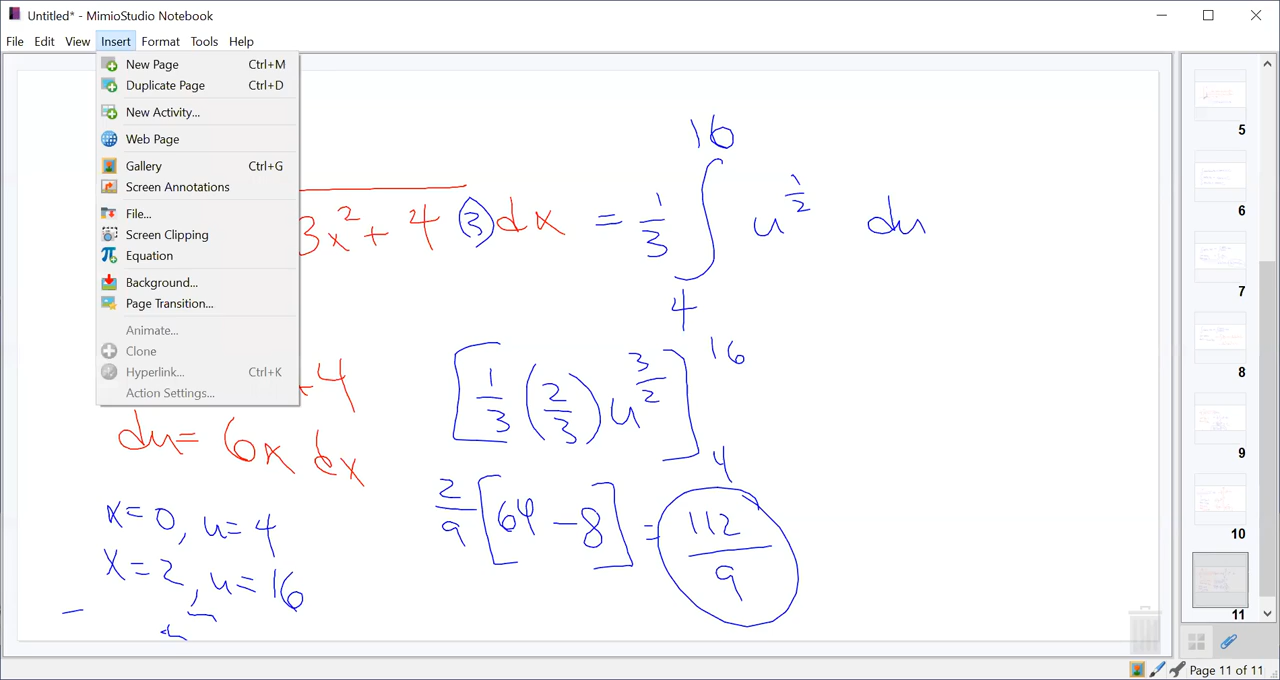 Untitled* - MimioStudio Notebook
File Edit View Insert Format Tools Help
New Page Ctrl+M
Duplicate Page Ctrl+D
New Activity...
Web Page
Gallery Ctrl+G
Screen Annotations
File...
Screen Clipping
Equation
Background...
Page Transition...
Animate...
Clone
Hyperlink... Ctrl+K
Action Settings...
3x² + 4 (3) dx = 1/3 ∫₄¹⁶ u^(1/2) du
+4
du = 6x dx
x = 0, u = 4
x = 2, u = 16
[1/3 (2/3) u^(3/2)]₄¹⁶
2/9 [64 - 8] = 112/9
5
6
7
8
9
10
11
Page 11 of 11